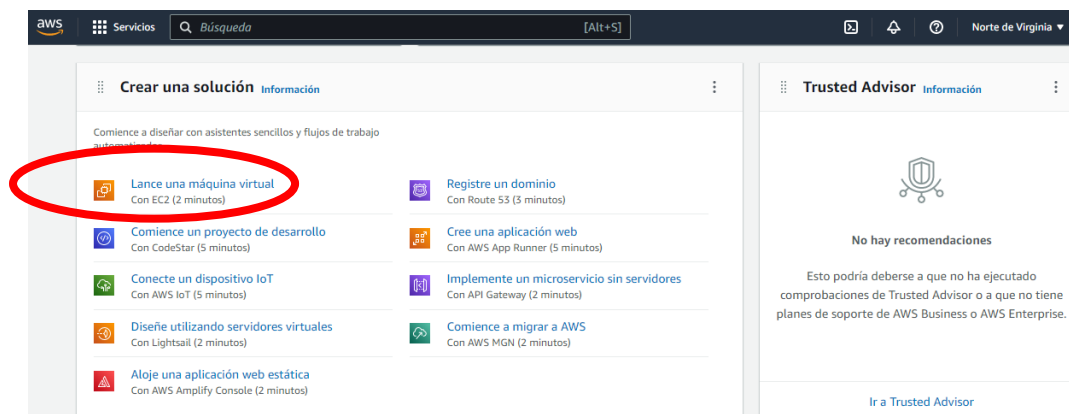 aws
Servicios
Búsqueda
[Alt+S]
Norte de Virginia
Crear una solución Información
Comience a diseñar con asistentes sencillos y flujos de trabajo
automatizados
Lance una máquina virtual
Con EC2 (2 minutos)
Comience un proyecto de desarrollo
Con CodeStar (5 minutos)
Conecte un dispositivo IoT
Con AWS IoT (5 minutos)
Diseñe utilizando servidores virtuales
Con Lightsail (2 minutos)
Aloje una aplicación web estática
Con AWS Amplify Console (2 minutos)
Registre un dominio
Con Route 53 (3 minutos)
Cree una aplicación web
Con AWS App Runner (5 minutos)
Implemente un microservicio sin servidores
Con API Gateway (2 minutos)
Comience a migrar a AWS
Con AWS MGN (2 minutos)
Trusted Advisor Información
No hay recomendaciones
Esto podría deberse a que no ha ejecutado
comprobaciones de Trusted Advisor o a que no tiene
planes de soporte de AWS Business o AWS Enterprise.
Ir a Trusted Advisor